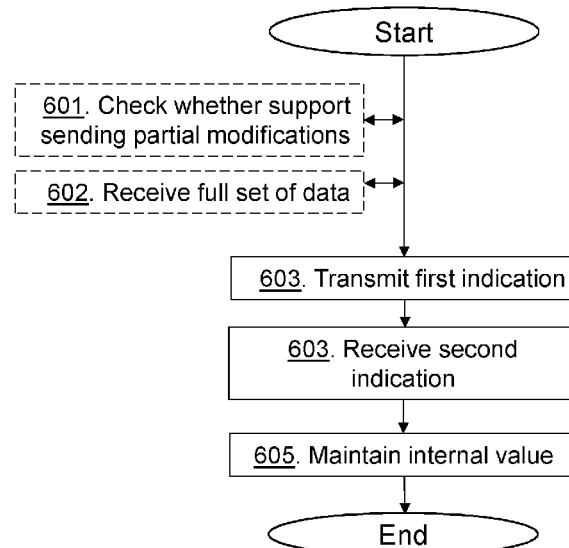 Start
601. Check whether support
sending partial modifications
602. Receive full set of data
603. Transmit first indication
603. Receive second
indication
605. Maintain internal value
End